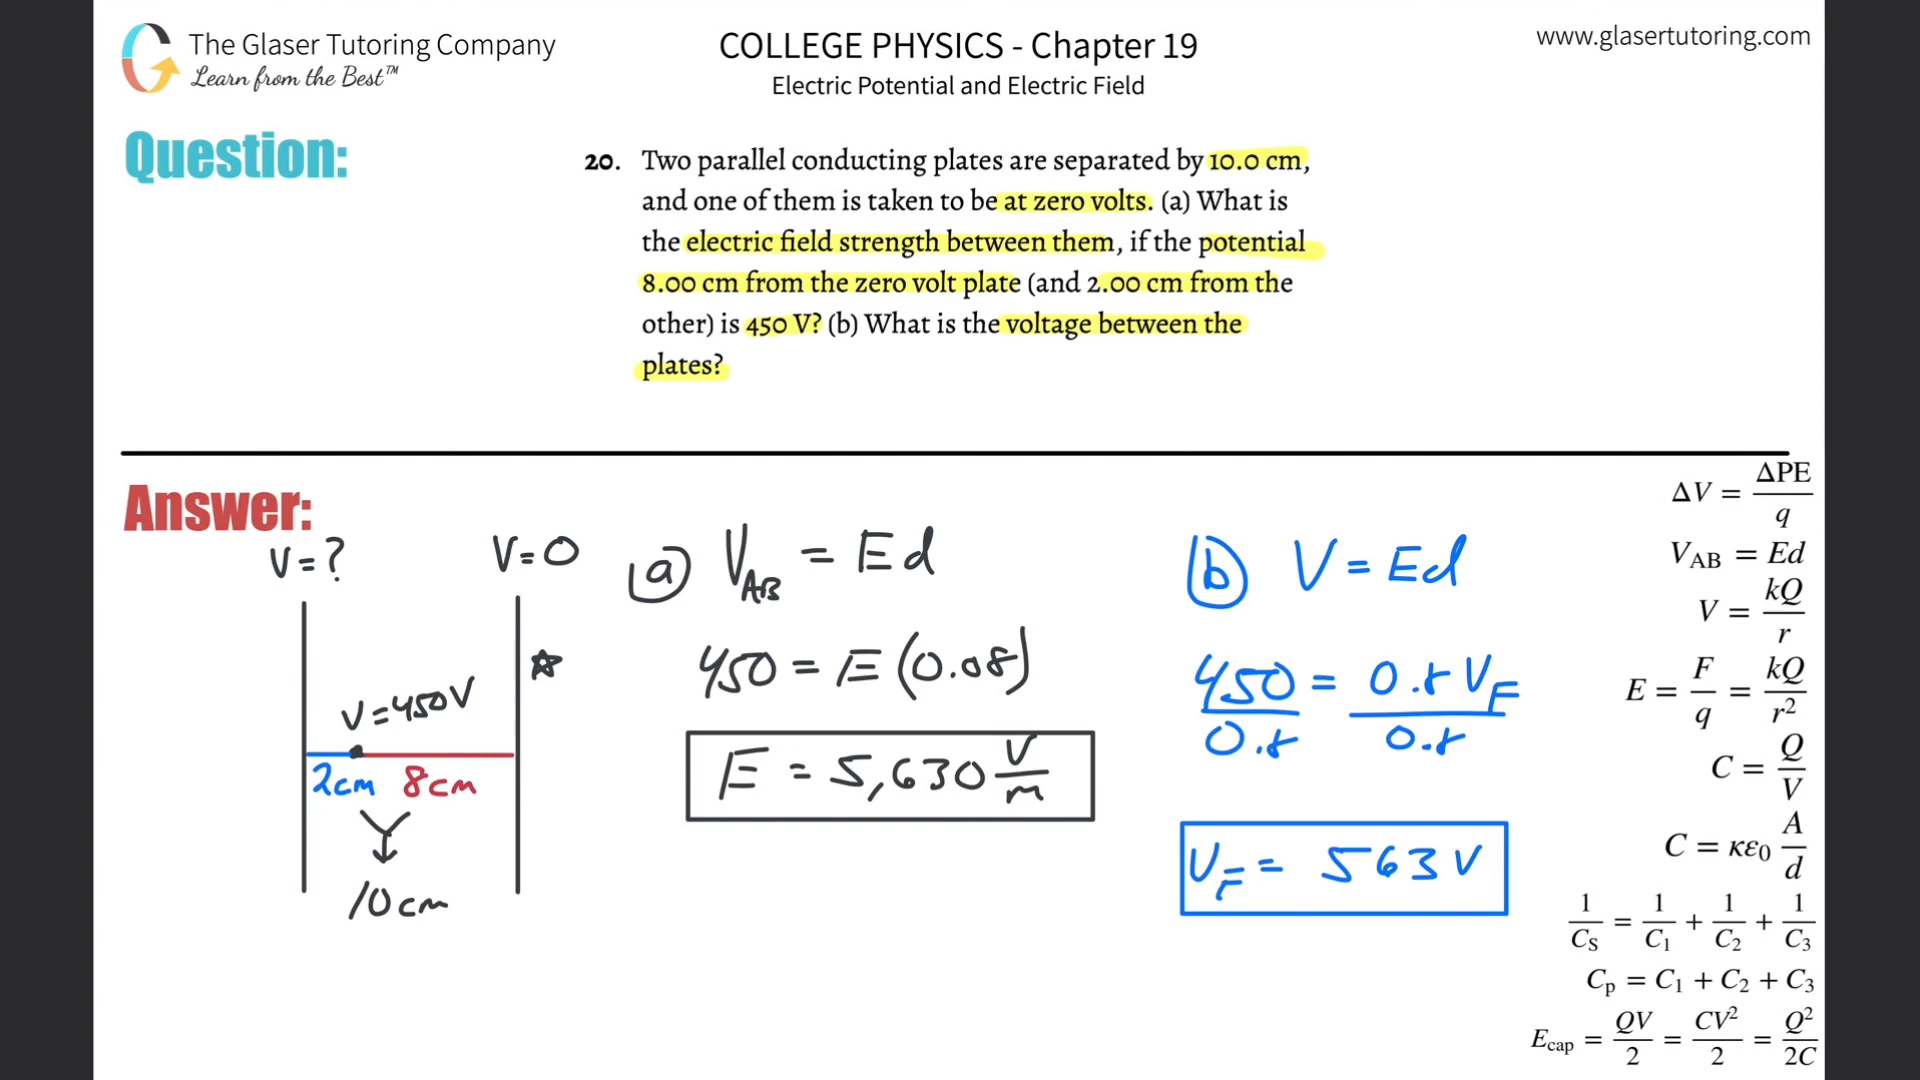 The Glaser Tutoring Company
Learn from the Best™
COLLEGE PHYSICS - Chapter 19
Electric Potential and Electric Field
www.glasertutoring.com
Question:
20. Two parallel conducting plates are separated by 10.0 cm,
and one of them is taken to be at zero volts. (a) What is
the electric field strength between them, if the potential
8.00 cm from the zero volt plate (and 2.00 cm from the
other) is 450 V? (b) What is the voltage between the
plates?
Answer:
V=? V=0
V=450V
2cm 8cm
10cm
(a) V_AB = Ed
450 = E(0.08)
E = 5,630 V/m
(b) V = Ed
450/0.8 = 0.8 V_F/0.8
V_F = 563 V
ΔV = ΔPE/q
V_AB = Ed
V = kQ/r
E = F/q = kQ/r²
C = Q/V
C = κε₀ A/d
1/C_S = 1/C₁ + 1/C₂ + 1/C₃
C_p = C₁ + C₂ + C₃
E_cap = QV/2 = CV²/2 = Q²/2C